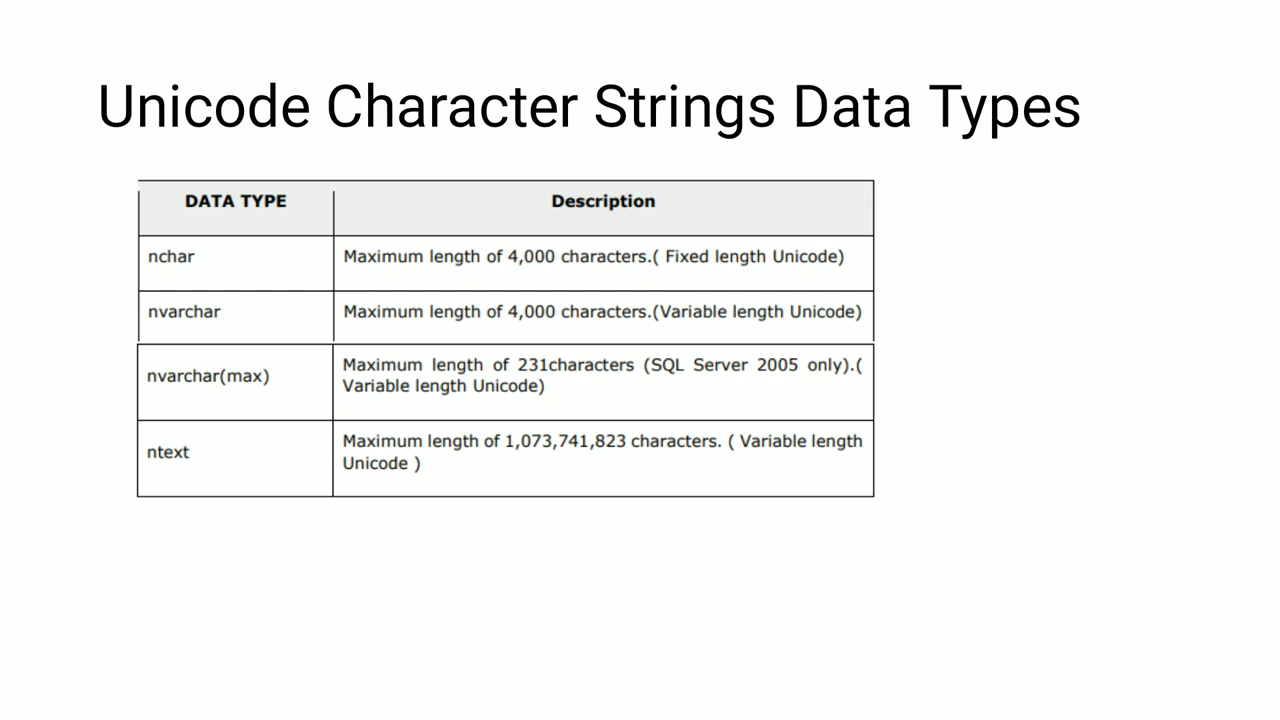 Unicode Character Strings Data Types
DATA TYPE Description
nchar Maximum length of 4,000 characters.( Fixed length Unicode)
nvarchar Maximum length of 4,000 characters.(Variable length Unicode)
nvarchar(max) Maximum length of 231characters (SQL Server 2005 only).(
Variable length Unicode)
ntext Maximum length of 1,073,741,823 characters. ( Variable length
Unicode )